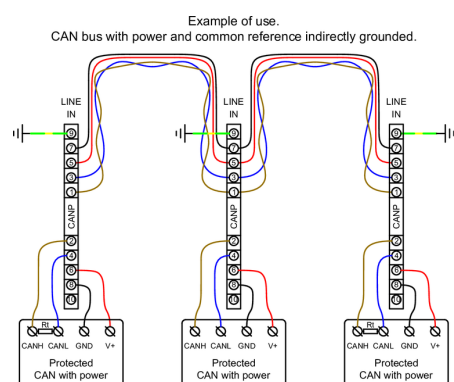 Example of use.
CAN bus with power and common reference indirectly grounded.
LINE IN
9
7
5
3
1
CANP
2
4
6
8
10
Rt
CANH CANL GND V+
Protected
CAN with power
LINE IN
9
7
5
3
1
CANP
2
4
6
8
10
CANH CANL GND V+
Protected
CAN with power
LINE IN
9
7
5
3
1
CANP
2
4
6
8
10
Rt
CANH CANL GND V+
Protected
CAN with power